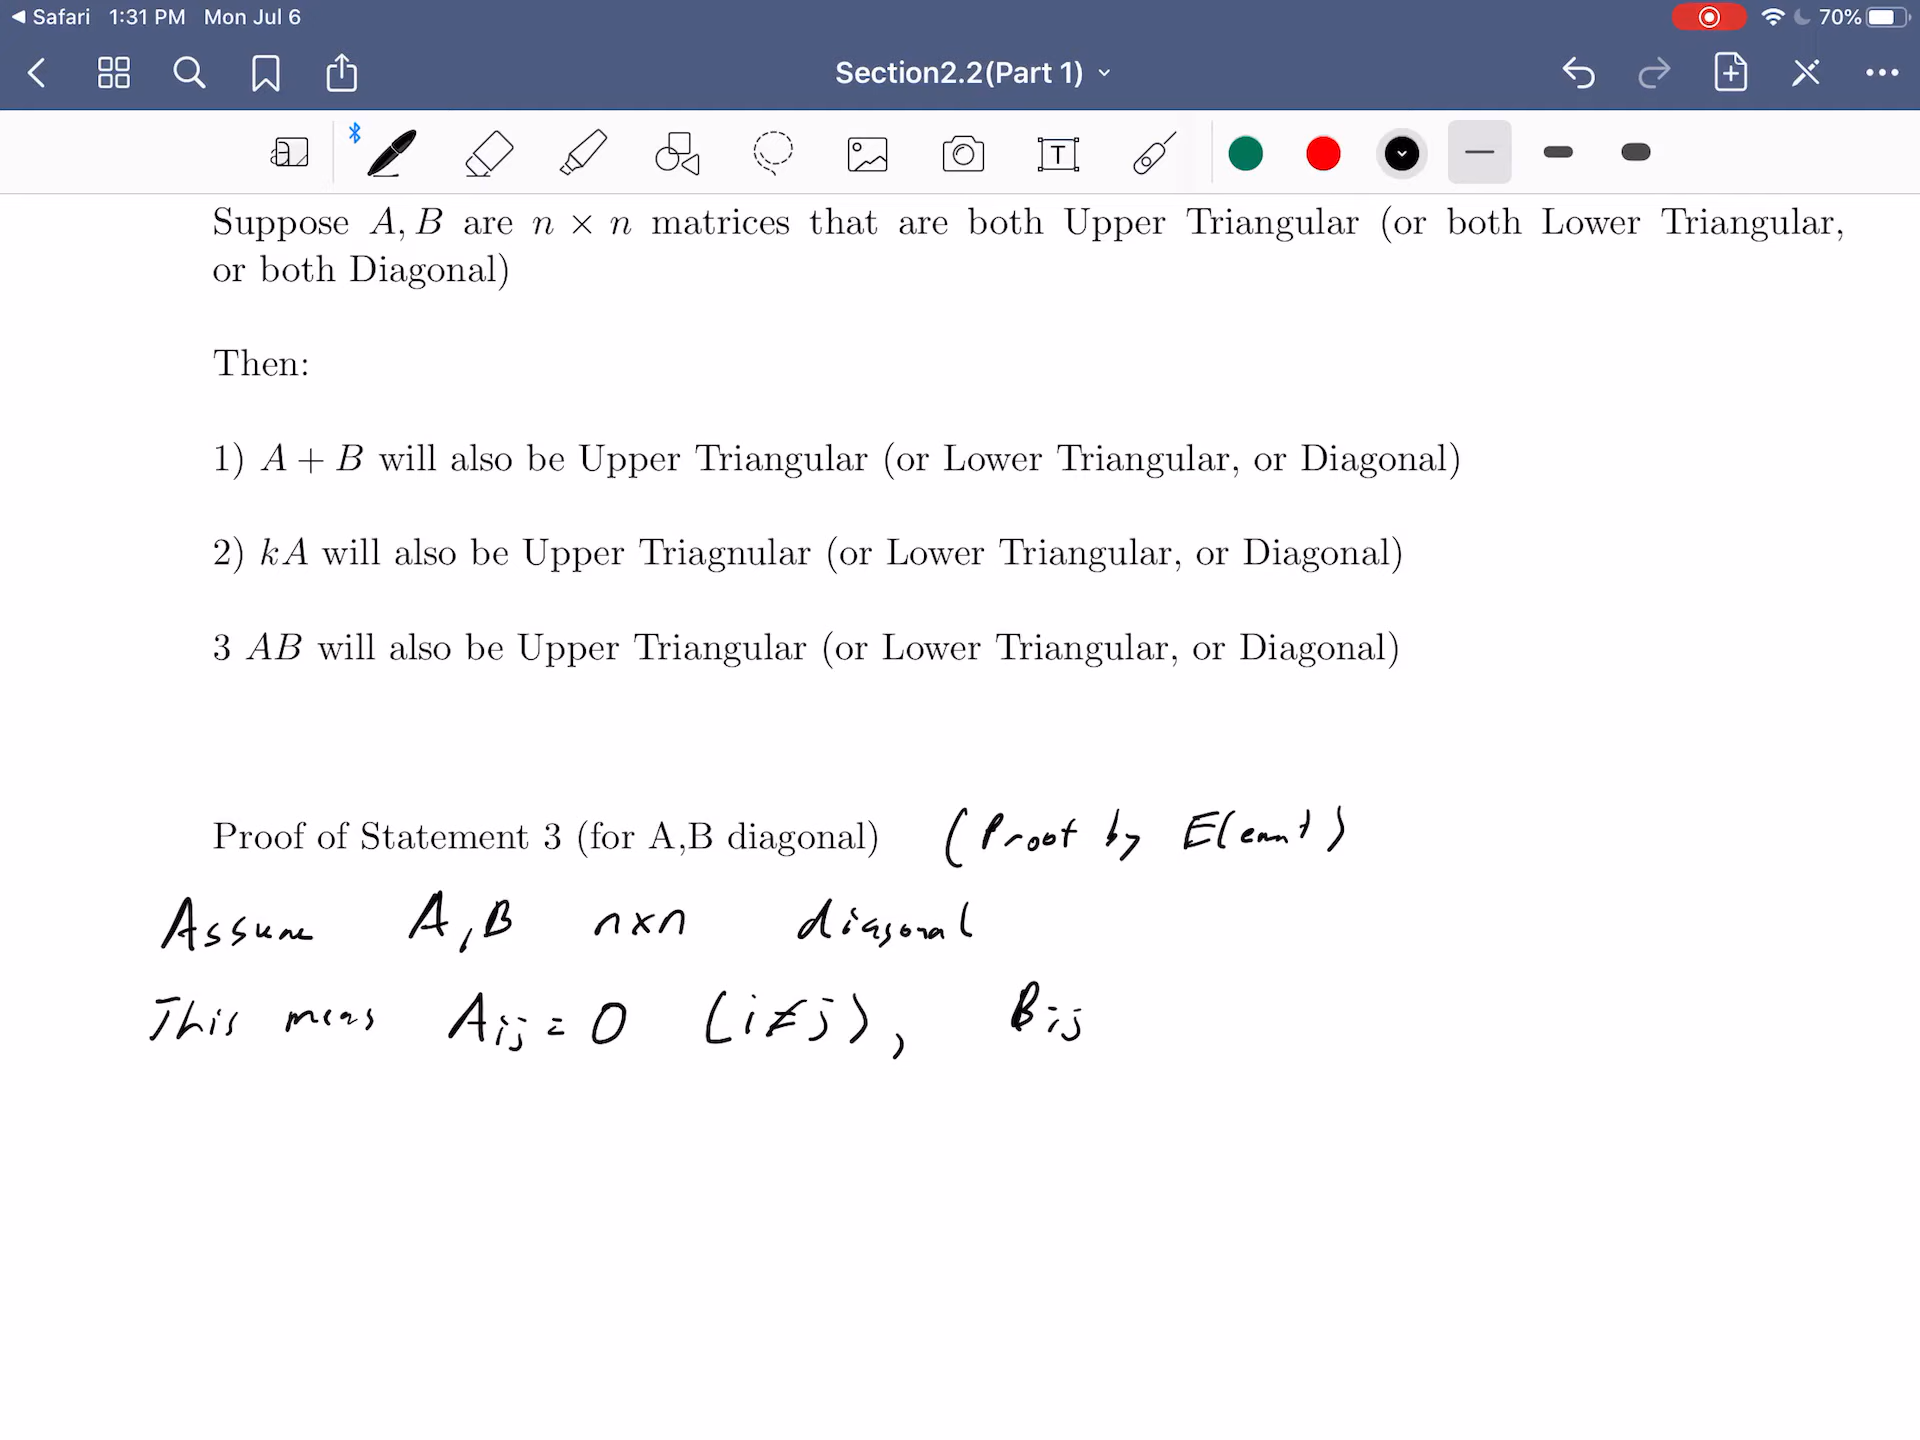 Safari 1:31 PM Mon Jul 6 70%
Section2.2(Part 1)
Suppose A, B are n × n matrices that are both Upper Triangular (or both Lower Triangular,
or both Diagonal)
Then:
1) A + B will also be Upper Triangular (or Lower Triangular, or Diagonal)
2) kA will also be Upper Triagnular (or Lower Triangular, or Diagonal)
3 AB will also be Upper Triangular (or Lower Triangular, or Diagonal)
Proof of Statement 3 (for A,B diagonal) (Proof by Element)
Assume A, B n×n diagonal
This means Aij = 0 (i≠j), Bij